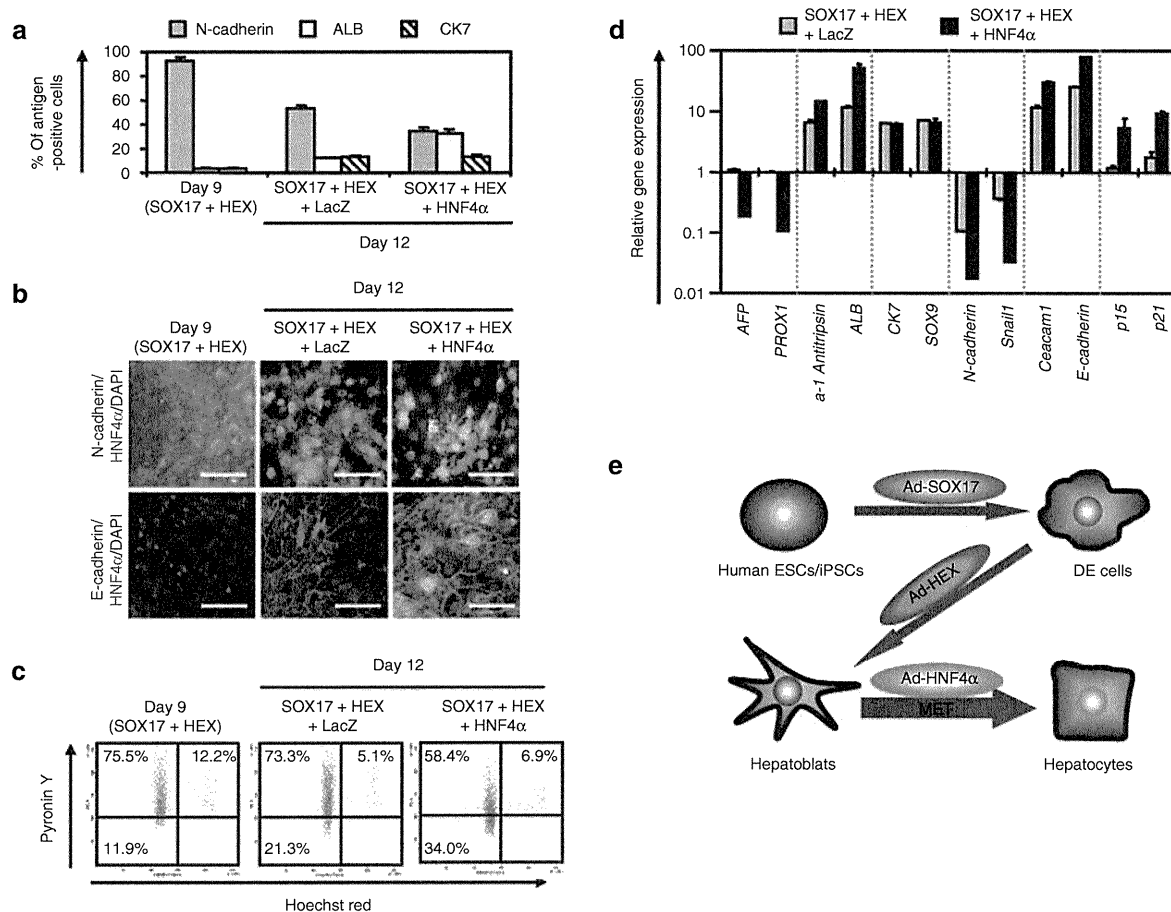 a
N-cadherin
ALB
CK7
% Of antigen
-positive cells
100
80
60
40
20
0
Day 9
(SOX17 + HEX)
SOX17 + HEX
+ LacZ
SOX17 + HEX
+ HNF4α
Day 12
b
Day 12
Day 9
(SOX17 + HEX)
SOX17 + HEX
+ LacZ
SOX17 + HEX
+ HNF4α
N-cadherin/
HNF4α/DAPI
E-cadherin/
HNF4α/DAPI
c
Day 12
Day 9
(SOX17 + HEX)
SOX17 + HEX
+ LacZ
SOX17 + HEX
+ HNF4α
Pyronin Y
75.5%
12.2%
11.9%
73.3%
5.1%
21.3%
58.4%
6.9%
34.0%
Hoechst red
d
SOX17 + HEX
+ LacZ
SOX17 + HEX
+ HNF4α
Relative gene expression
100
10
1
0.1
0.01
AFP
PROX1
a-1 Antitripsin
ALB
CK7
SOX9
N-cadherin
Snail1
Ceacam1
E-cadherin
p15
p21
e
Ad-SOX17
Human ESCs/iPSCs
DE cells
Ad-HEX
Ad-HNF4α
MET
Hepatoblats
Hepatocytes